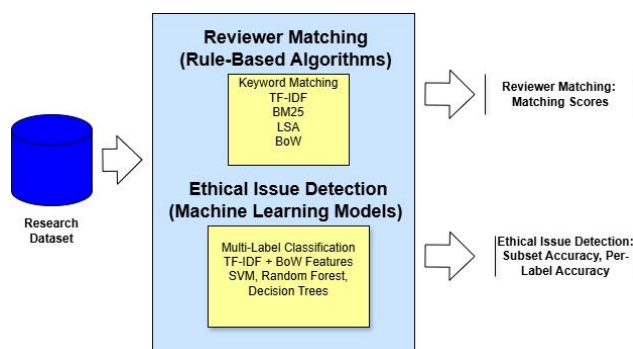 Reviewer Matching
(Rule-Based Algorithms)
Keyword Matching
TF-IDF
BM25
LSA
BoW
Reviewer Matching:
Matching Scores
Research
Dataset
Ethical Issue Detection
(Machine Learning Models)
Multi-Label Classification
TF-IDF + BoW Features
SVM, Random Forest,
Decision Trees
Ethical Issue Detection:
Subset Accuracy, Per-
Label Accuracy